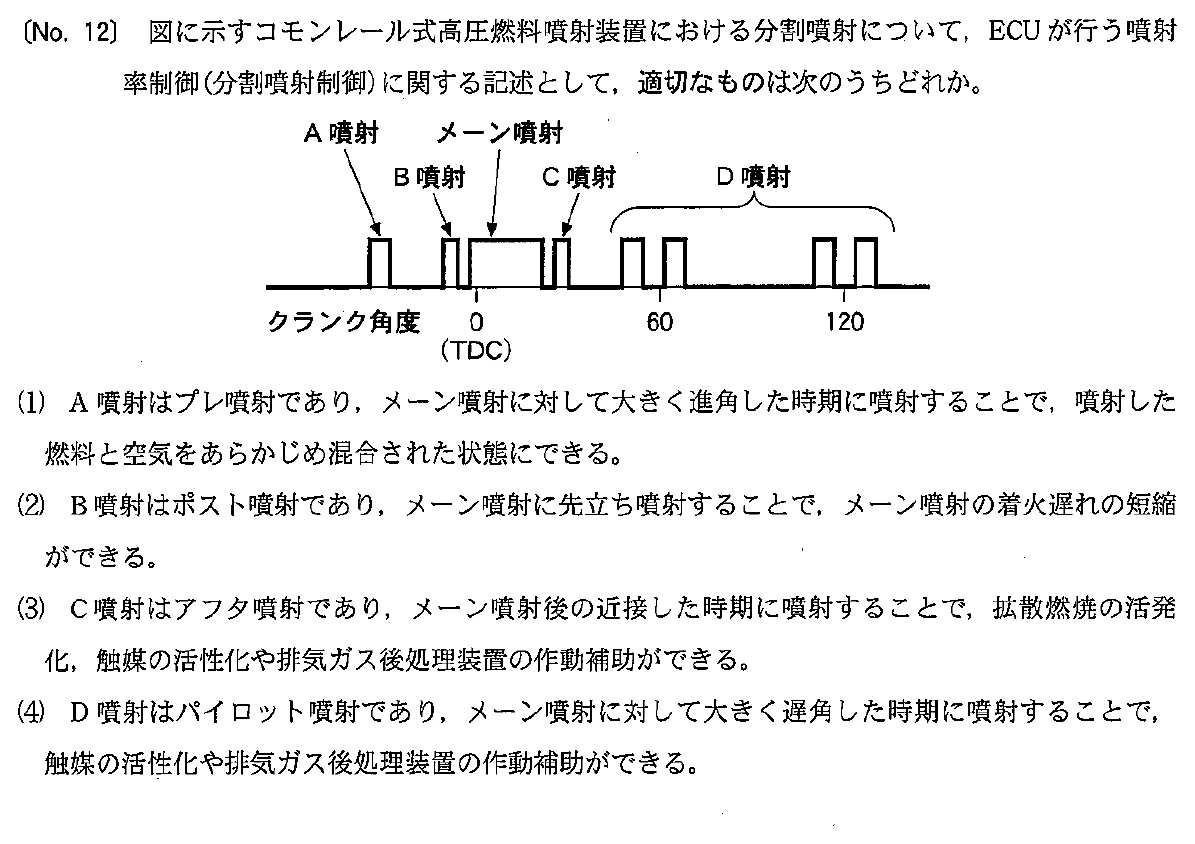 〔No. 12〕 図に示すコモンレール式高圧燃料噴射装置における分割噴射について，ECUが行う噴射
率制御(分割噴射制御)に関する記述として，適切なものは次のうちどれか。
A 噴射 メーン噴射
B 噴射 C 噴射 D 噴射
クランク角度 0 60 120
(TDC)
(1) A 噴射はプレ噴射であり，メーン噴射に対して大きく進角した時期に噴射することで，噴射した
燃料と空気をあらかじめ混合された状態にできる。
(2) B噴射はポスト噴射であり，メーン噴射に先立ち噴射することで，メーン噴射の着火遅れの短縮
ができる。
(3) C噴射はアフタ噴射であり，メーン噴射後の近接した時期に噴射することで，拡散燃焼の活発
化，触媒の活性化や排気ガス後処理装置の作動補助ができる。
(4) D 噴射はパイロット噴射であり，メーン噴射に対して大きく遅角した時期に噴射することで，
触媒の活性化や排気ガス後処理装置の作動補助ができる。